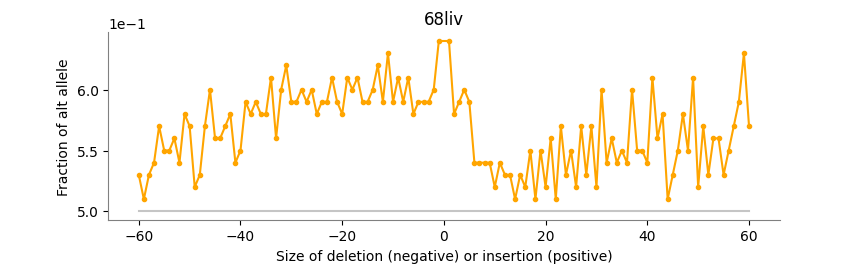 68liv
1e−1
6.0
5.5
5.0
Fraction of alt allele
−60 −40 −20 0 20 40 60
Size of deletion (negative) or insertion (positive)